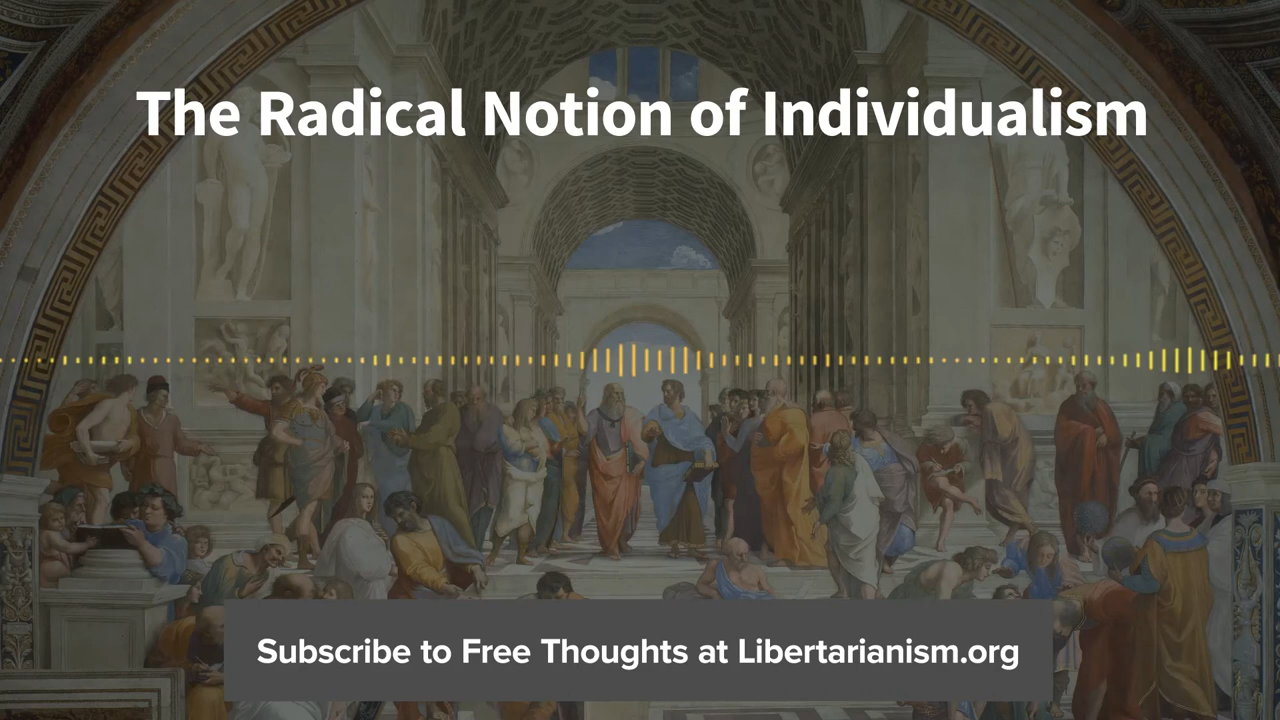 The Radical Notion of Individualism
Subscribe to Free Thoughts at Libertarianism.org